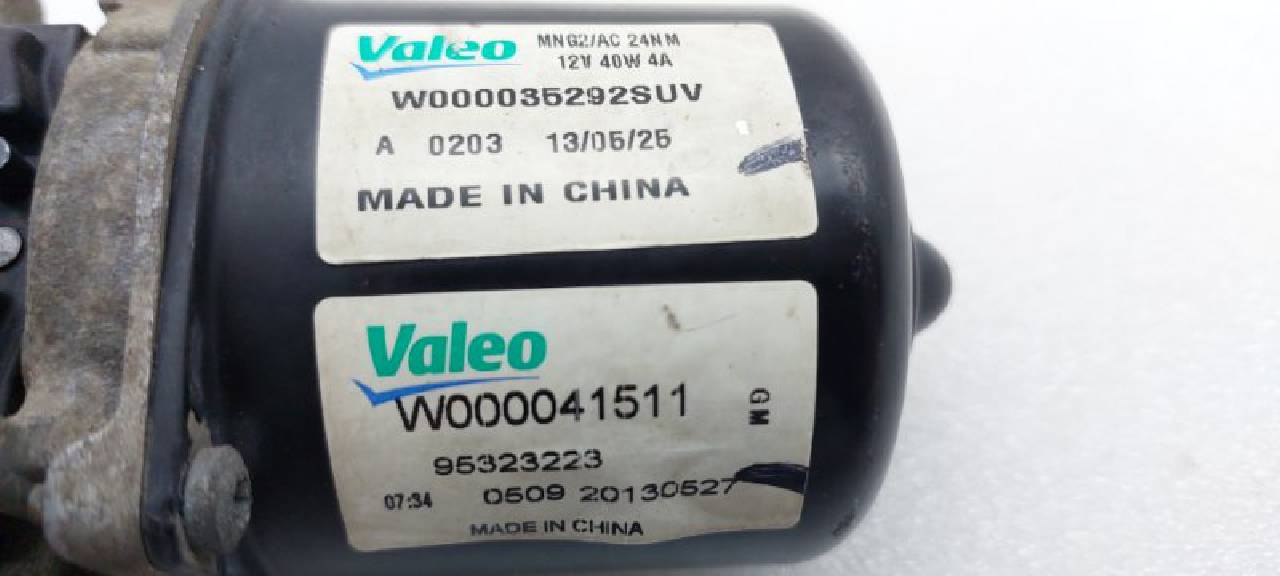 Valeo MNG2/AC 24NM
12V 40W 4A
W000035292SUV
A 0203 13/05/25
MADE IN CHINA
Valeo
W000041511
GM
95323223
07:34 0509 20130527
MADE IN CHINA